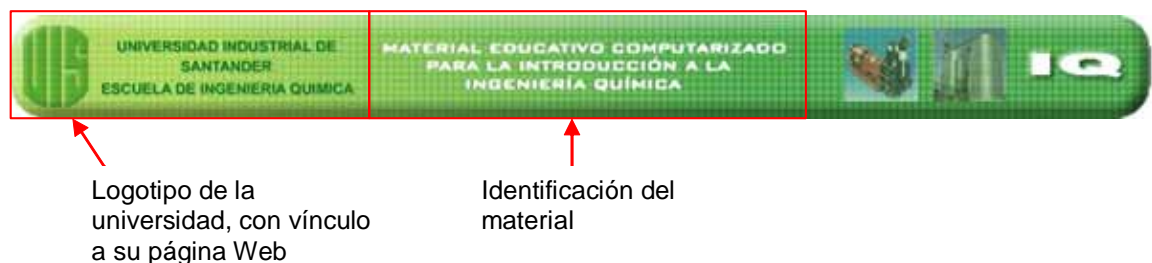 UIS
UNIVERSIDAD INDUSTRIAL DE
SANTANDER
ESCUELA DE INGENIERIA QUIMICA
MATERIAL EDUCATIVO COMPUTARIZADO
PARA LA INTRODUCCIÓN A LA
INGENIERÍA QUÍMICA
IQ
Logotipo de la
universidad, con vínculo
a su página Web
Identificación del
material